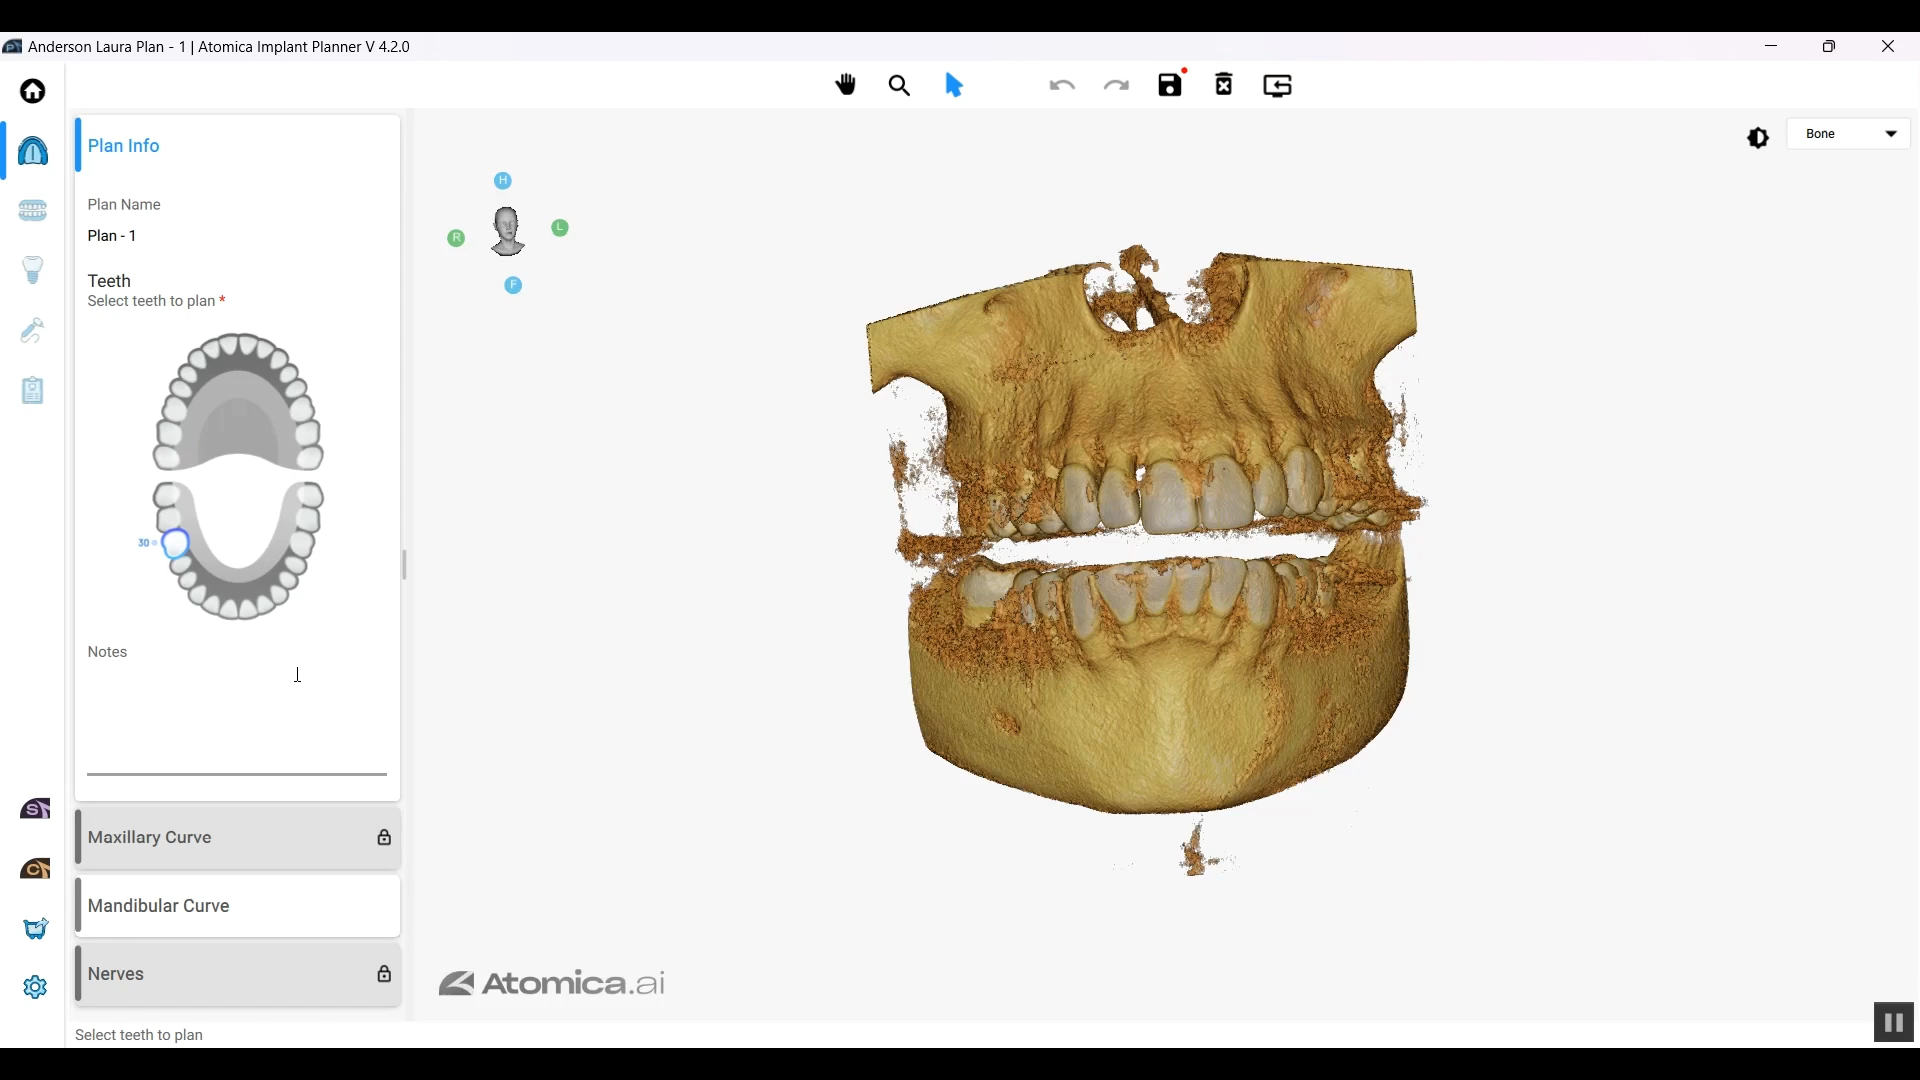 Anderson Laura Plan - 1 | Atomica Implant Planner V 4.2.0
Plan Info
Bone
Plan Name
Plan - 1
H
R
L
F
Teeth
Select teeth to plan *
30
Notes
S
C
Maxillary Curve
Mandibular Curve
Nerves
Atomica.ai
Select teeth to plan